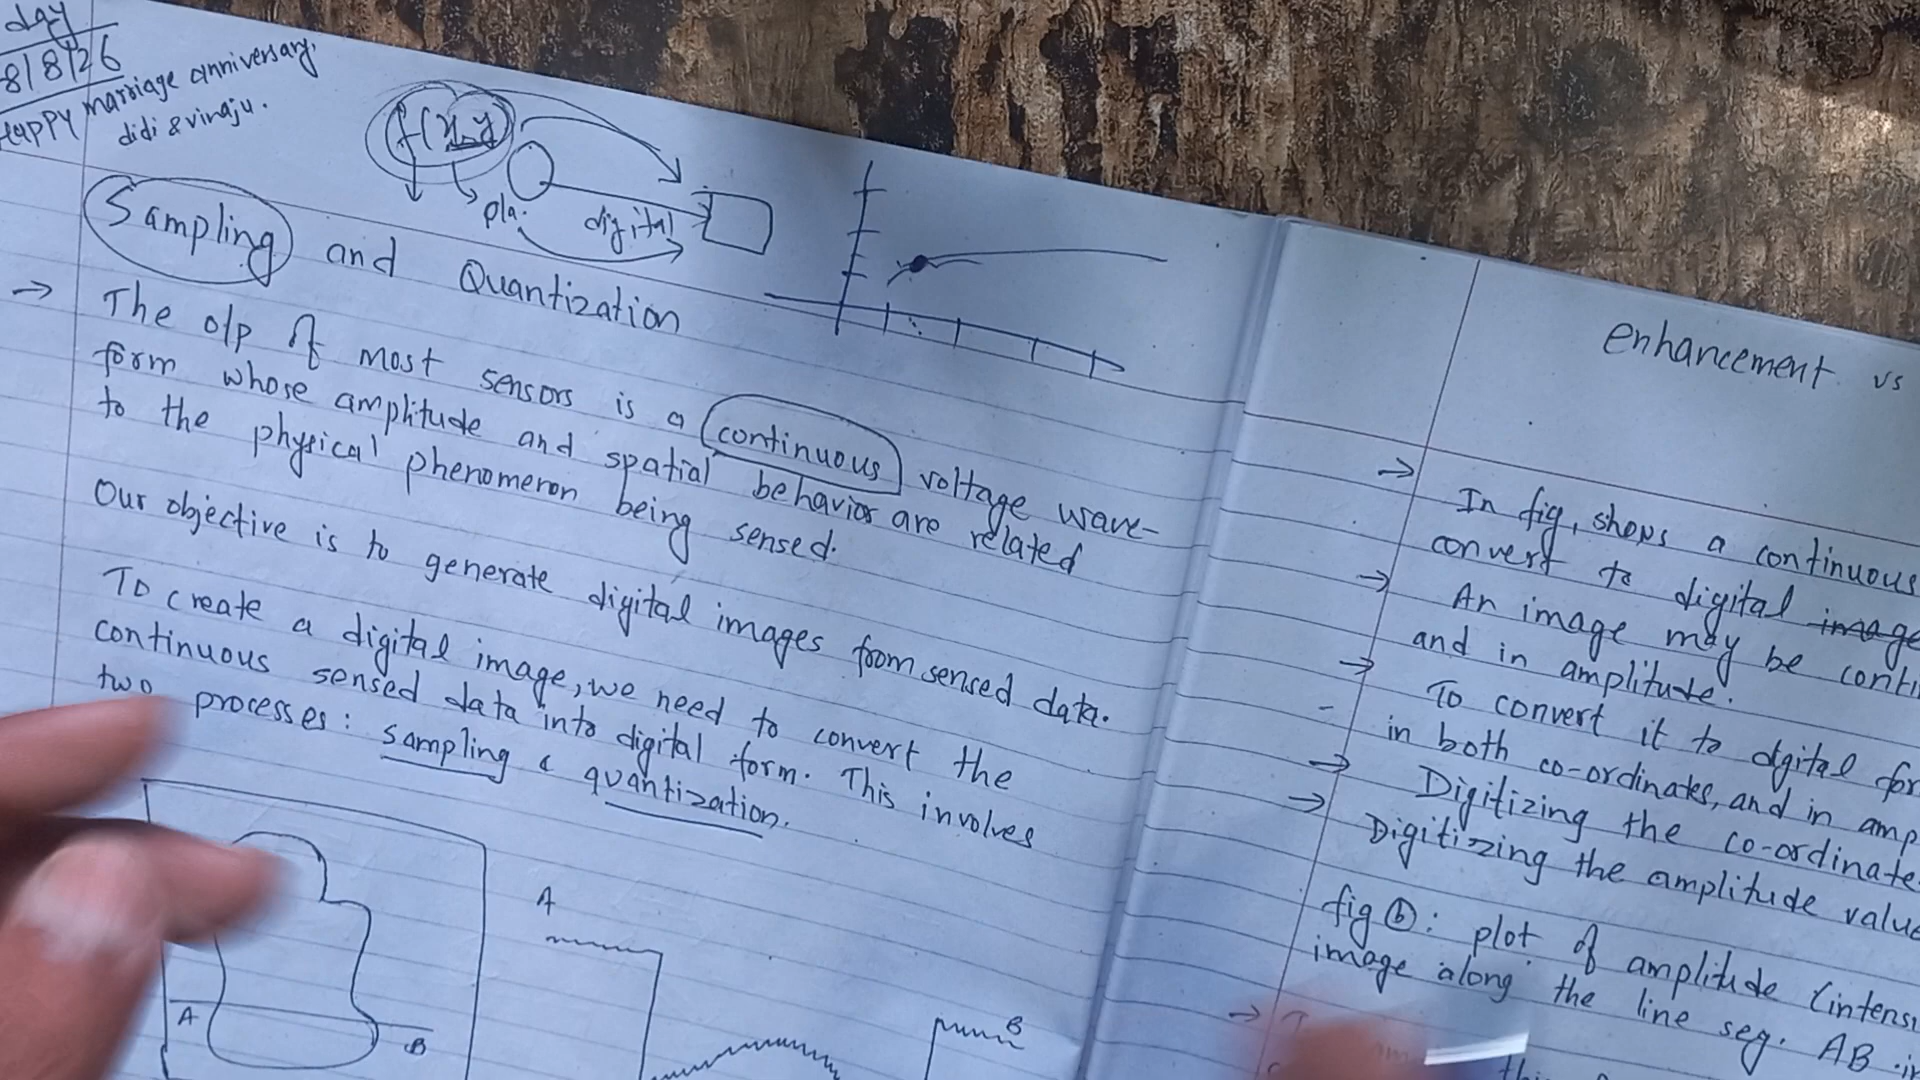 day
8/8/26
Happy marriage anniversary,
didi & vinaju.
f(x,y)
pla.
digital
Sampling and Quantization
→ The o/p of most sensors is a continuous voltage wave-
form whose amplitude and spatial behavior are related
to the physical phenomenon being sensed.
Our objective is to generate digital images from sensed data.
To create a digital image, we need to convert the
continuous sensed data into digital form. This involves
two processes: sampling & quantization.
A
A
B
B
enhancement vs
→ In fig, shows a continuous
convert to digital image
→ An image may be conti
and in amplitude.
→ To convert it to dgital for
in both co-ordinates, and in amp
→ Digitizing the co-ordinate
→ Digitizing the amplitude value
fig ⓑ: plot of amplitude (intensi
image along the line seg. AB in
→